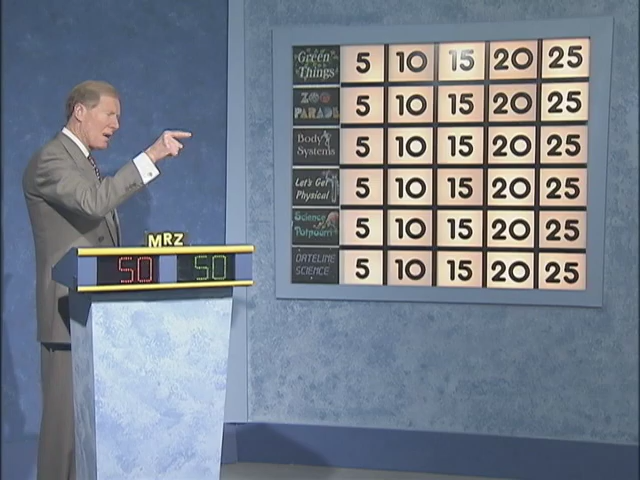 Green Things 5 10 15 20 25
ZOO PARADE 5 10 15 20 25
Body Systems 5 10 15 20 25
Let's Get Physical 5 10 15 20 25
Science Potpourri 5 10 15 20 25
DATELINE SCIENCE 5 10 15 20 25
MRZ
50 50